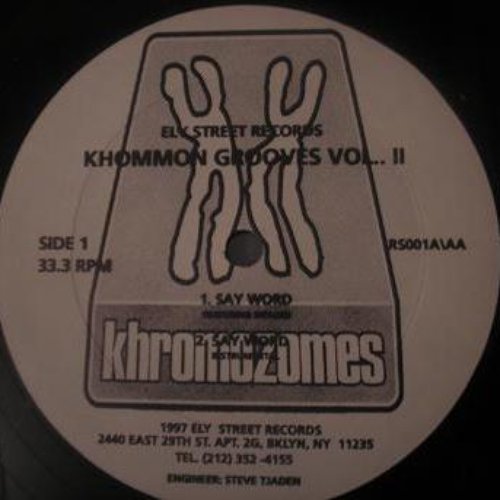 ELY STREET RECORDS
KHOMMON GROOVES VOL.. II
SIDE 1
33.3 RPM
RS001A\AA
1. SAY WORD
2. SAY WORD
INSTRUMENTAL
khromozomes
1997 ELY STREET RECORDS
2440 EAST 29TH ST. APT. 2G, BKLYN, NY 11235
TEL. (212) 352-4155
ENGINEER: STEVE TJADEN